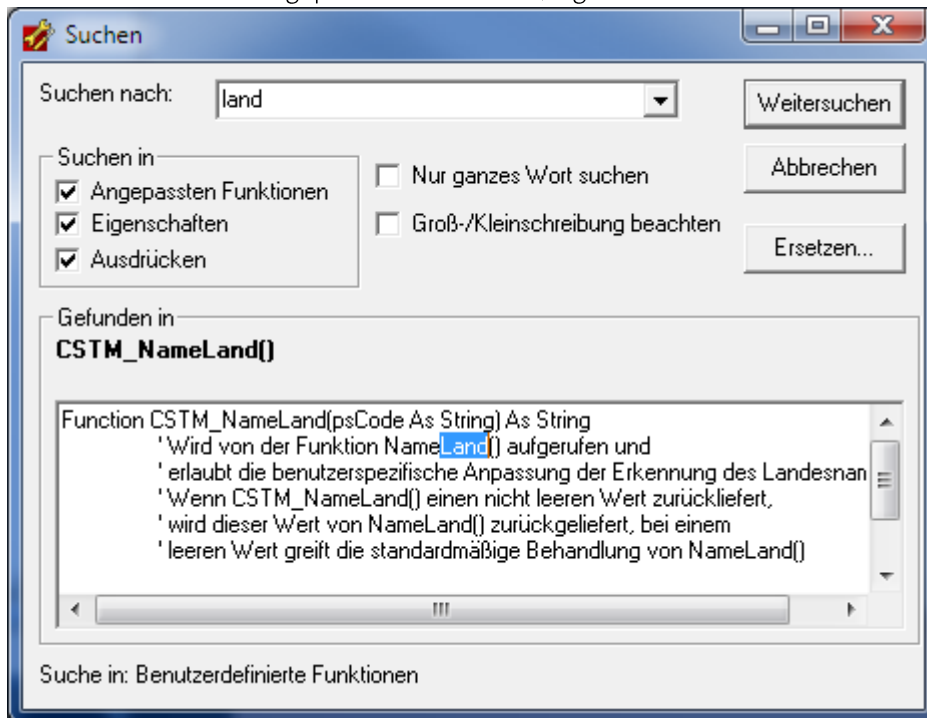 Suchen
Suchen nach:
land
Weitersuchen
Suchen in
Angepassten Funktionen
Eigenschaften
Ausdrücken
Nur ganzes Wort suchen
Groß-/Kleinschreibung beachten
Abbrechen
Ersetzen...
Gefunden in
CSTM_NameLand()
Function CSTM_NameLand(psCode As String) As String
' Wird von der Funktion NameLand() aufgerufen und
' erlaubt die benutzerspezifische Anpassung der Erkennung des Landesnan
' Wenn CSTM_NameLand() einen nicht leeren Wert zurückliefert,
' wird dieser Wert von NameLand() zurückgeliefert, bei einem
' leeren Wert greift die standardmäßige Behandlung von NameLand()
Suche in: Benutzerdefinierte Funktionen